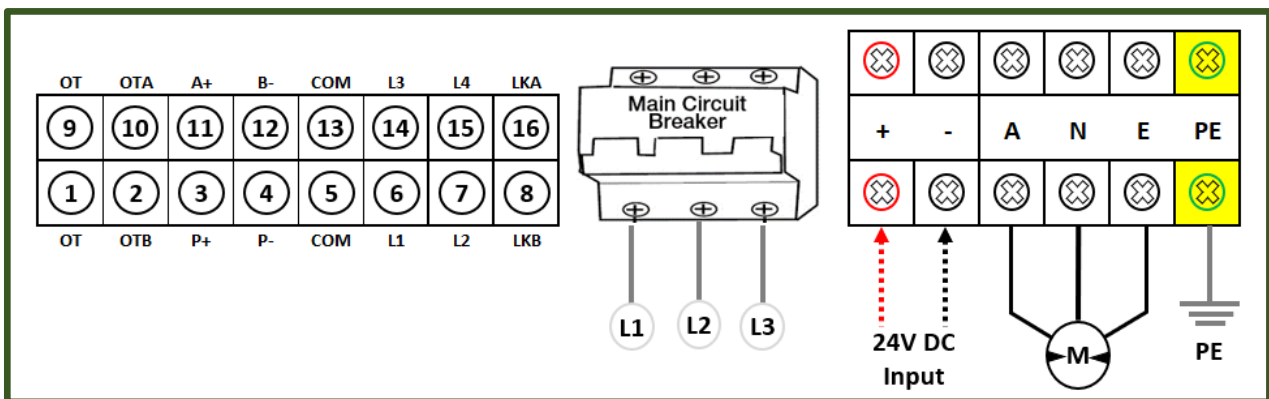 OT OTA A+ B- COM L3 L4 LKA
9 10 11 12 13 14 15 16
1 2 3 4 5 6 7 8
OT OTB P+ P- COM L1 L2 LKB
Main Circuit
Breaker
L1 L2 L3
+ - A N E PE
24V DC
Input
M
PE